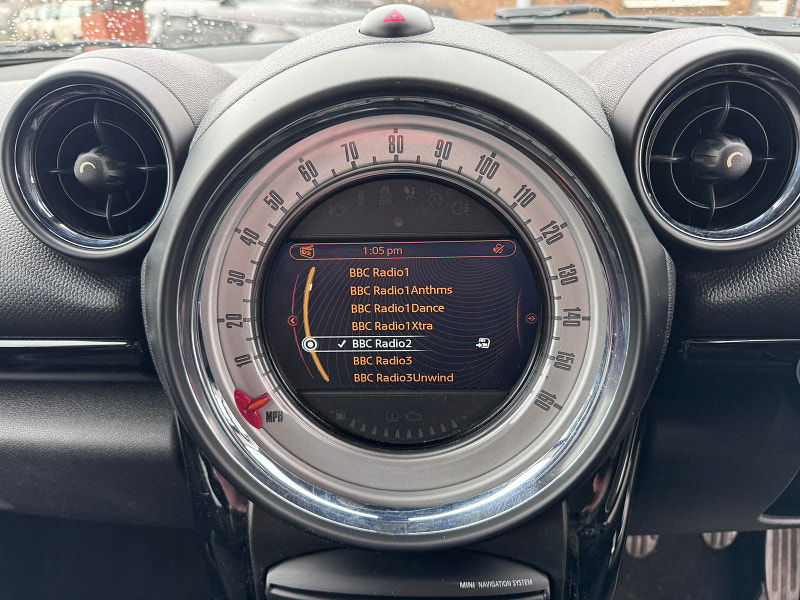 80
70 90
60 100
50 110
40 120
30 130
20 140
10 150
MPH 160
OFF
1:05 pm
BBC Radio1
BBC Radio1Anthms
BBC Radio1Dance
BBC Radio1Xtra
✓ BBC Radio2
BBC Radio3
BBC Radio3Unwind
MINI NAVIGATION SYSTEM